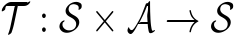 𝒯 : 𝒮 × 𝒜 → 𝒮